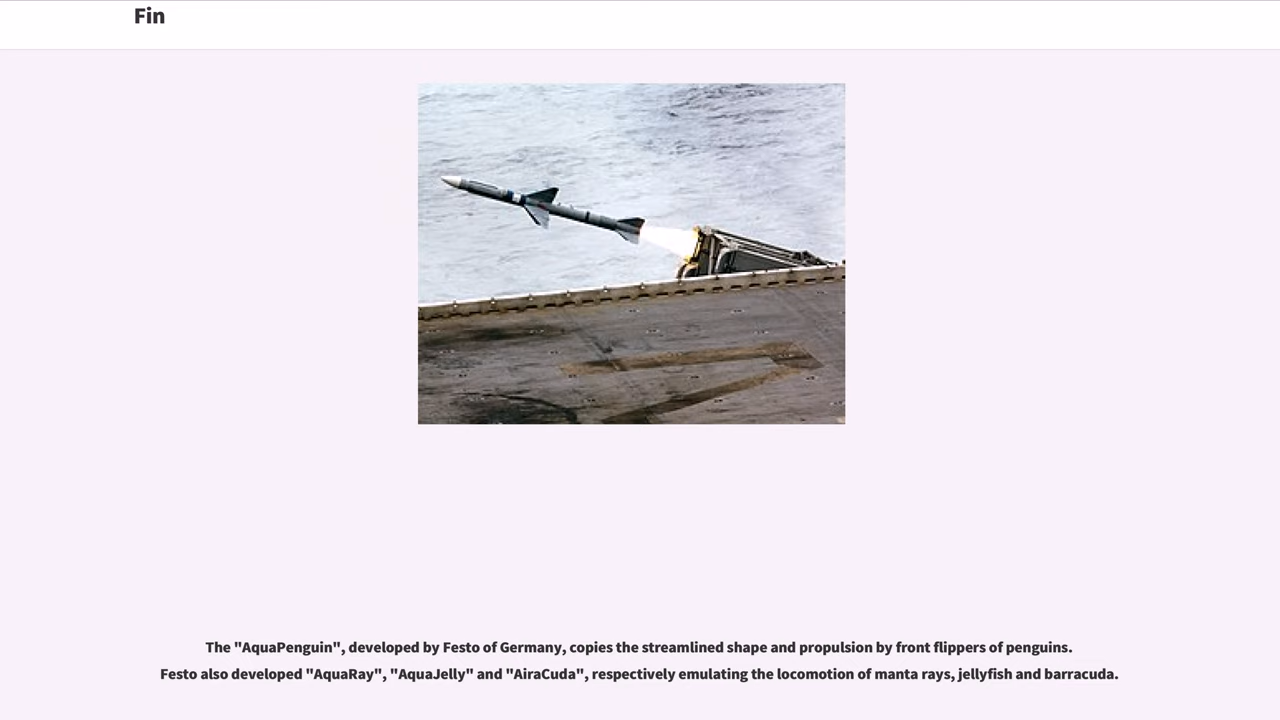 Fin
The "AquaPenguin", developed by Festo of Germany, copies the streamlined shape and propulsion by front flippers of penguins.
Festo also developed "AquaRay", "AquaJelly" and "AiraCuda", respectively emulating the locomotion of manta rays, jellyfish and barracuda.